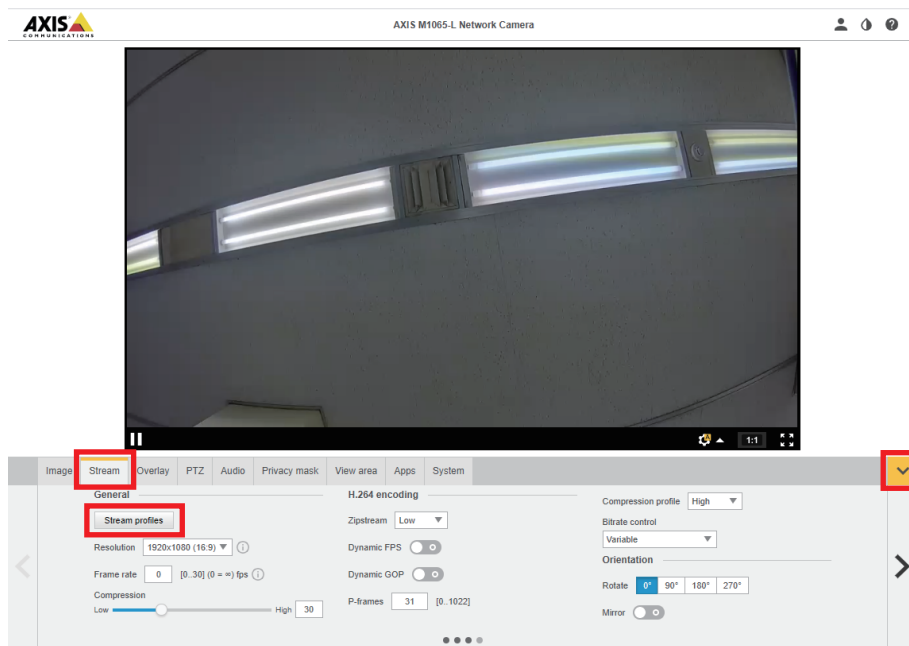 AXIS
COMMUNICATIONS
AXIS M1065-L Network Camera
1:1
Image Stream Overlay PTZ Audio Privacy mask View area Apps System
General
Stream profiles
Resolution 1920x1080 (16:9)
Frame rate 0 [0..30] (0 = ∞) fps
Compression
Low High 30
H.264 encoding
Zipstream Low
Dynamic FPS
Dynamic GOP
P-frames 31 [0..1022]
Compression profile High
Bitrate control
Variable
Orientation
Rotate 0° 90° 180° 270°
Mirror